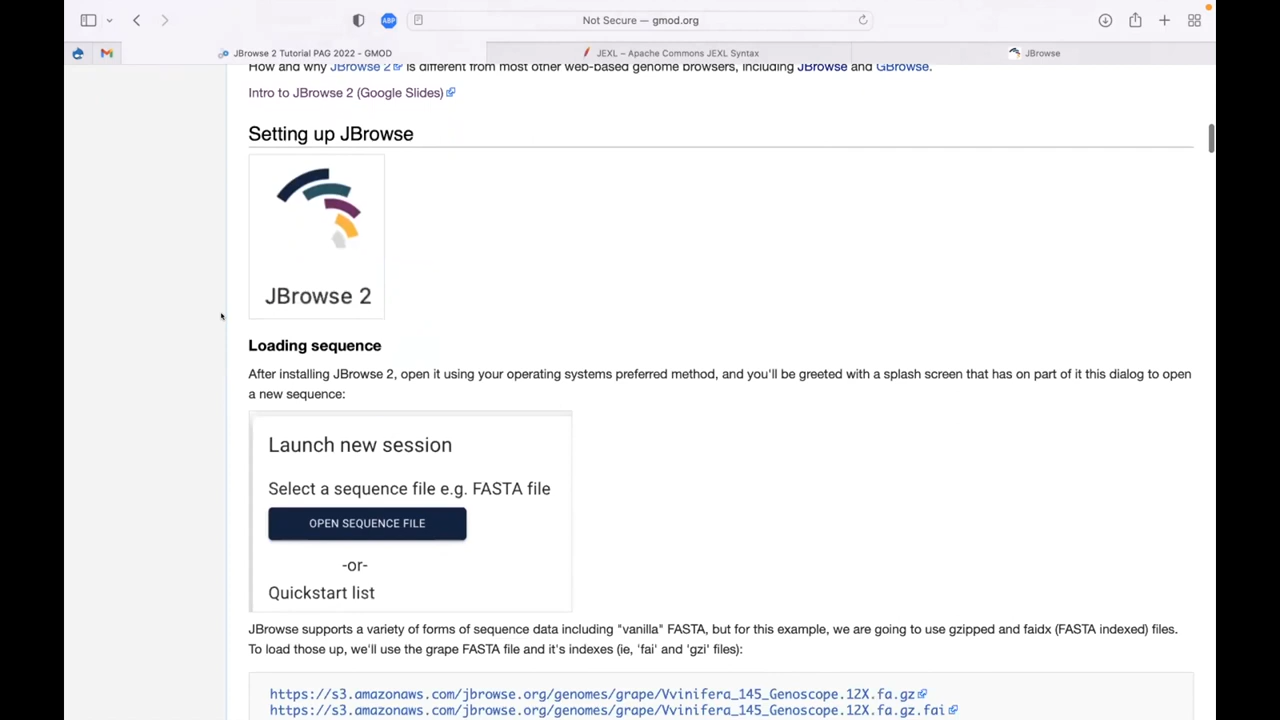 Not Secure — gmod.org
ABP
JBrowse 2 Tutorial PAG 2022 - GMOD
JEXL – Apache Commons JEXL Syntax
JBrowse
How and why JBrowse 2 is different from most other web-based genome browsers, including JBrowse and GBrowse.
Intro to JBrowse 2 (Google Slides)
Setting up JBrowse
JBrowse 2
Loading sequence
After installing JBrowse 2, open it using your operating systems preferred method, and you'll be greeted with a splash screen that has on part of it this dialog to open
a new sequence:
Launch new session
Select a sequence file e.g. FASTA file
OPEN SEQUENCE FILE
-or-
Quickstart list
JBrowse supports a variety of forms of sequence data including "vanilla" FASTA, but for this example, we are going to use gzipped and faidx (FASTA indexed) files.
To load those up, we'll use the grape FASTA file and it's indexes (ie, 'fai' and 'gzi' files):
https://s3.amazonaws.com/jbrowse.org/genomes/grape/Vvinifera_145_Genoscope.12X.fa.gz
https://s3.amazonaws.com/jbrowse.org/genomes/grape/Vvinifera_145_Genoscope.12X.fa.gz.fai